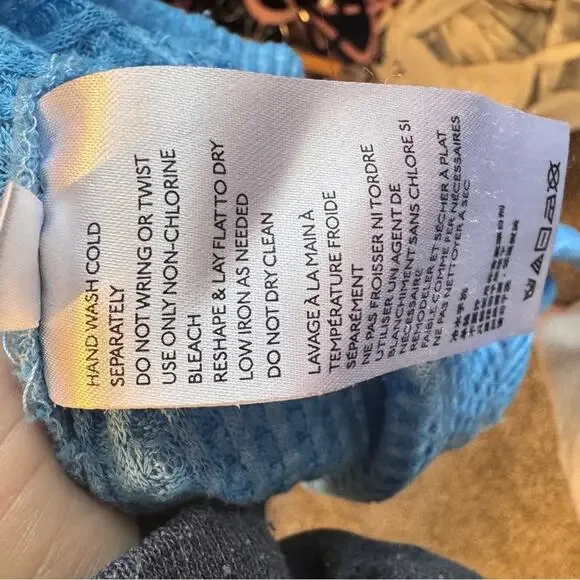 HAND WASH COLD
SEPARATELY
DO NOT WRING OR TWIST
USE ONLY NON-CHLORINE
BLEACH
RESHAPE & LAY FLAT TO DRY
LOW IRON AS NEEDED
DO NOT DRY CLEAN
LAVAGE À LA MAIN À
TEMPÉRATURE FROIDE
SÉPARÉMENT
NE PAS FROISSER NI TORDRE
UTILISER UN AGENT DE
BLANCHIMENT SANS CHLORE SI
NÉCESSAIRE
REMODELER ET SÉCHER À PLAT
FAIBLE, COMME FER NÉCESSAIRES
PAS NETTOYER A SEC